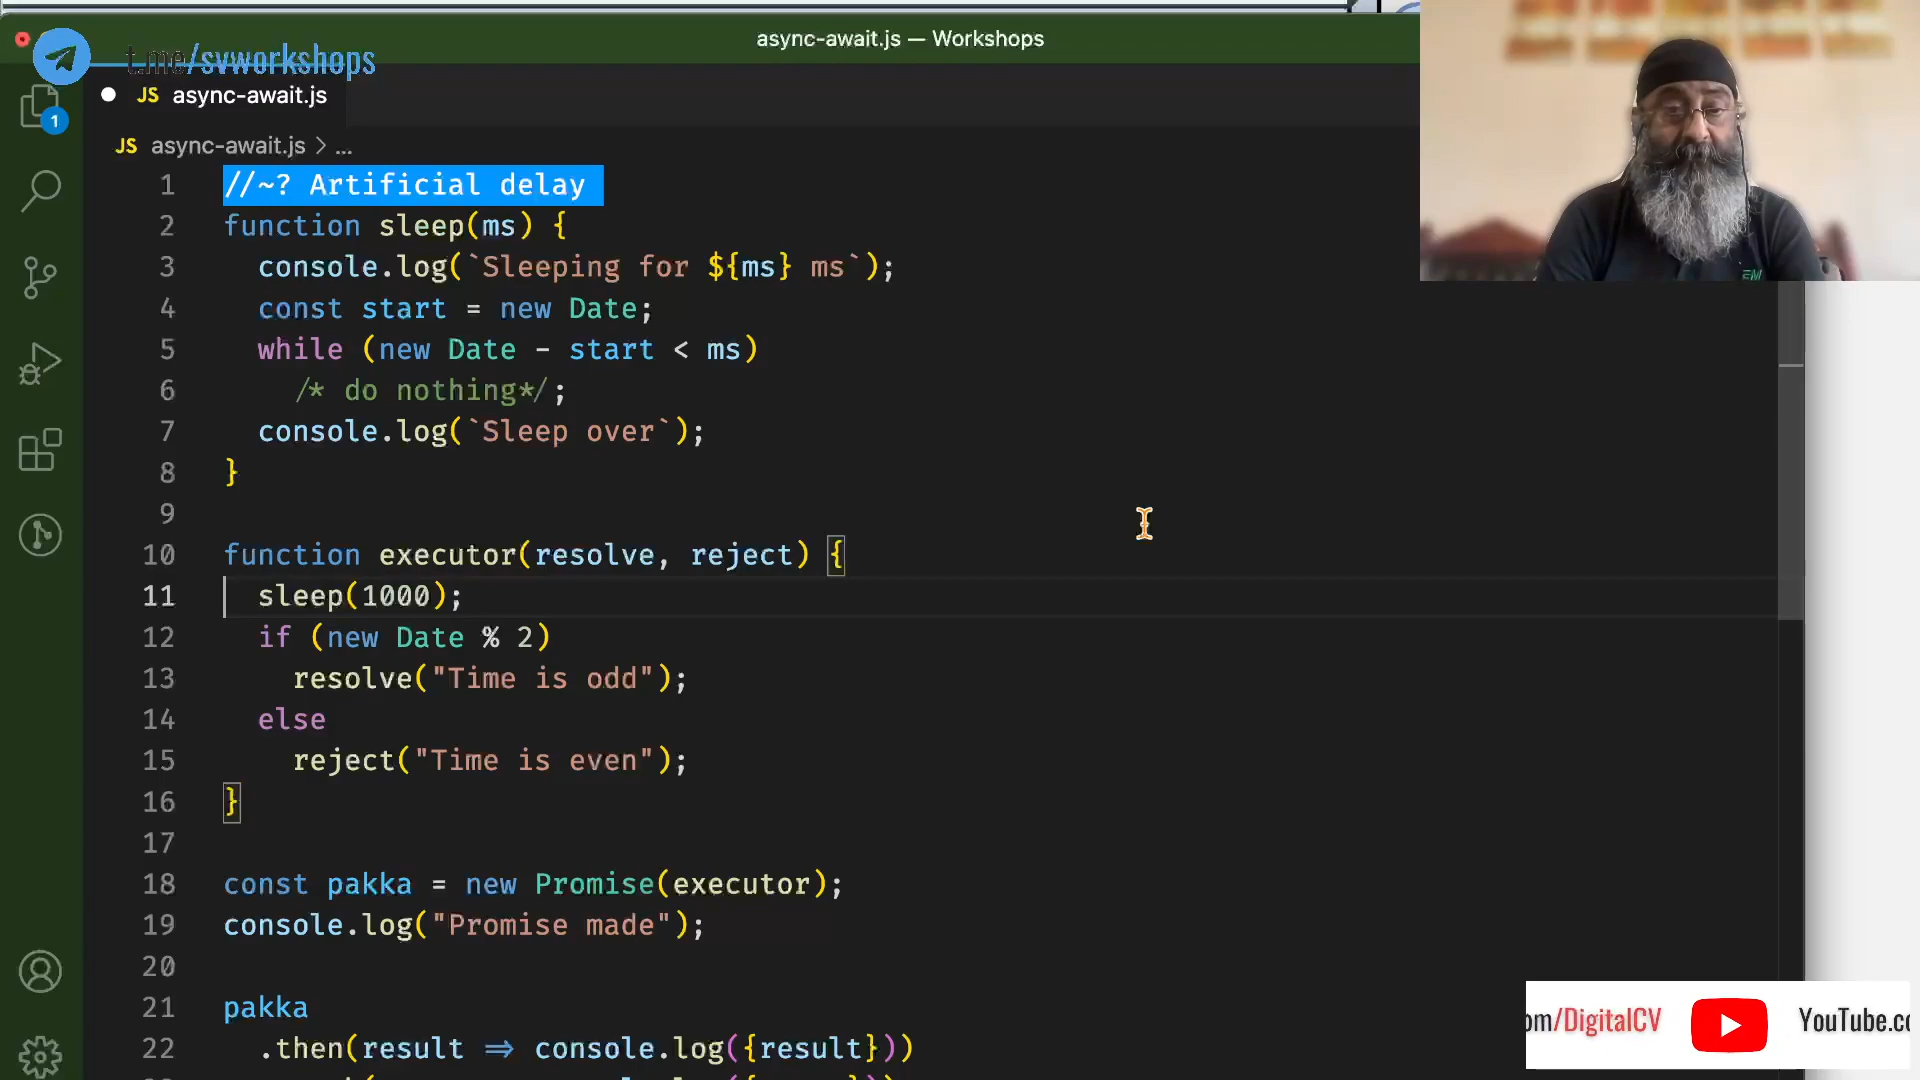 async-await.js — Workshops
t.me/svworkshops
JS async-await.js
1
JS async-await.js > ...
1 //~? Artificial delay
2 function sleep(ms) {
3 console.log(`Sleeping for ${ms} ms`);
4 const start = new Date;
5 while (new Date - start < ms)
6 /* do nothing*/;
7 console.log(`Sleep over`);
8 }
9
10 function executor(resolve, reject) {
11 sleep(1000);
12 if (new Date % 2)
13 resolve("Time is odd");
14 else
15 reject("Time is even");
16 }
17
18 const pakka = new Promise(executor);
19 console.log("Promise made");
20
21 pakka
22 .then(result => console.log({result}))
om/DigitalCV YouTube.c